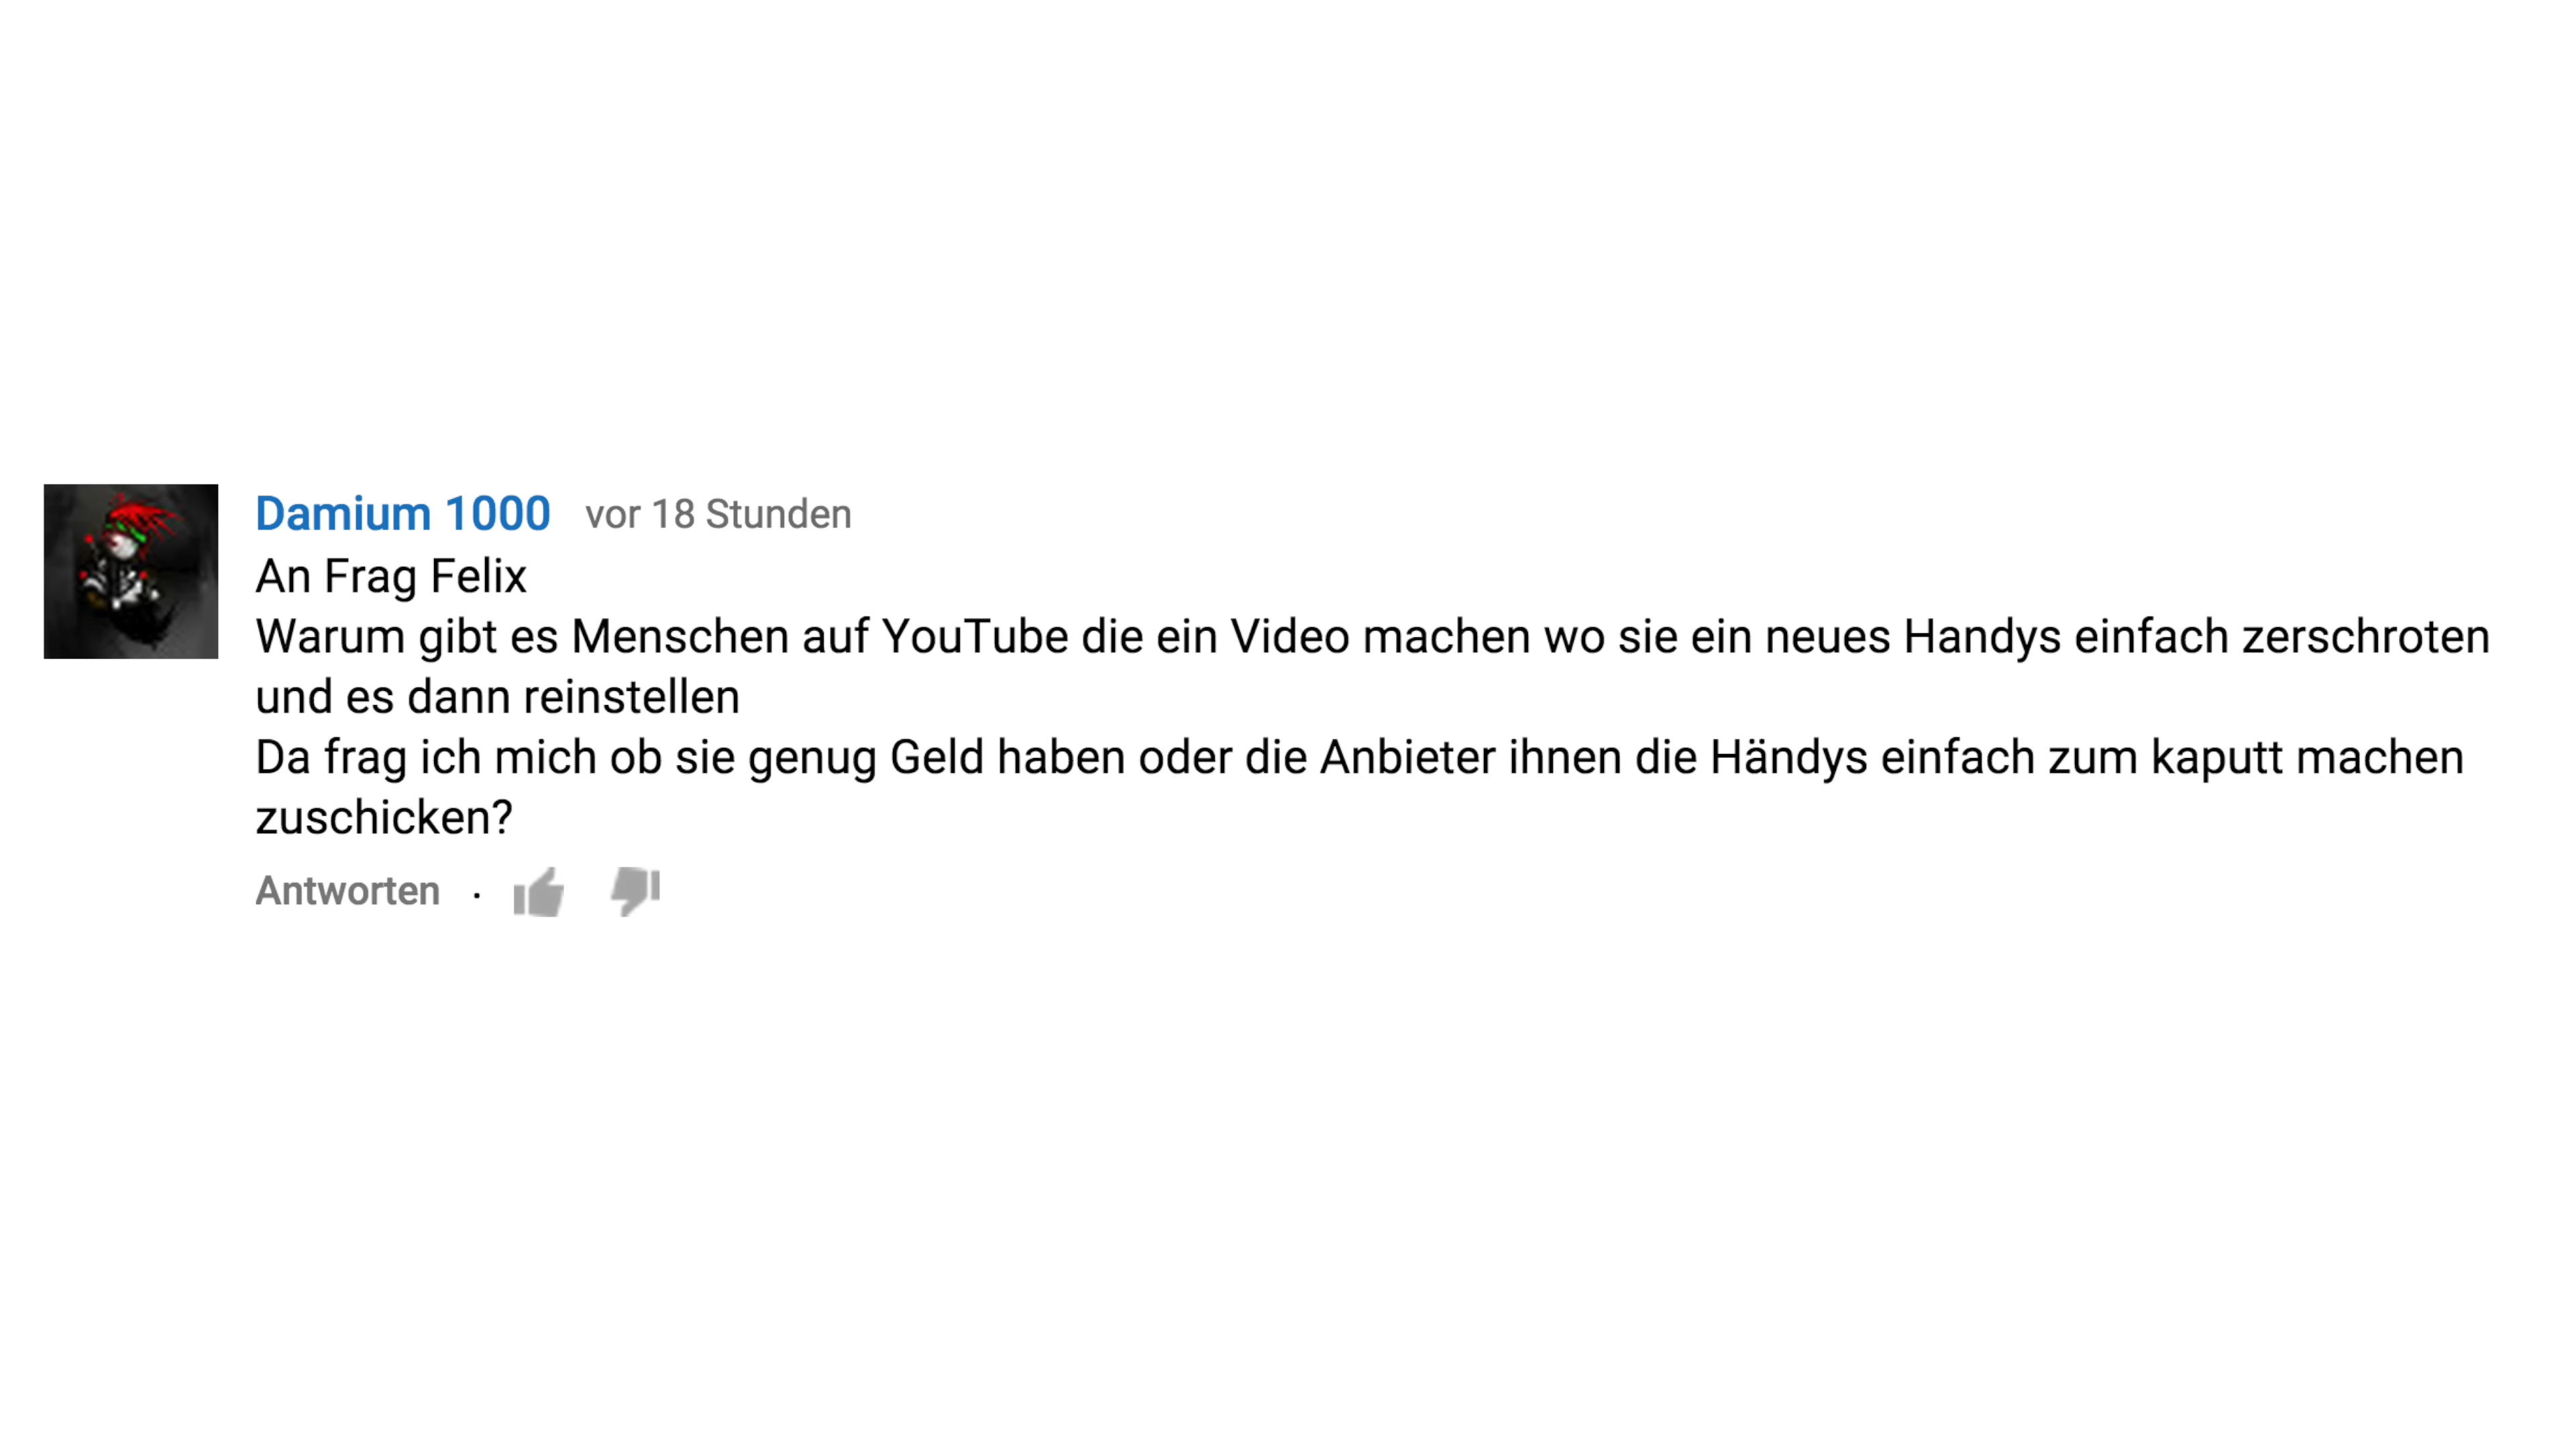 Damium 1000 vor 18 Stunden
An Frag Felix
Warum gibt es Menschen auf YouTube die ein Video machen wo sie ein neues Handys einfach zerschroten
und es dann reinstellen
Da frag ich mich ob sie genug Geld haben oder die Anbieter ihnen die Händys einfach zum kaputt machen
zuschicken?
Antworten ·